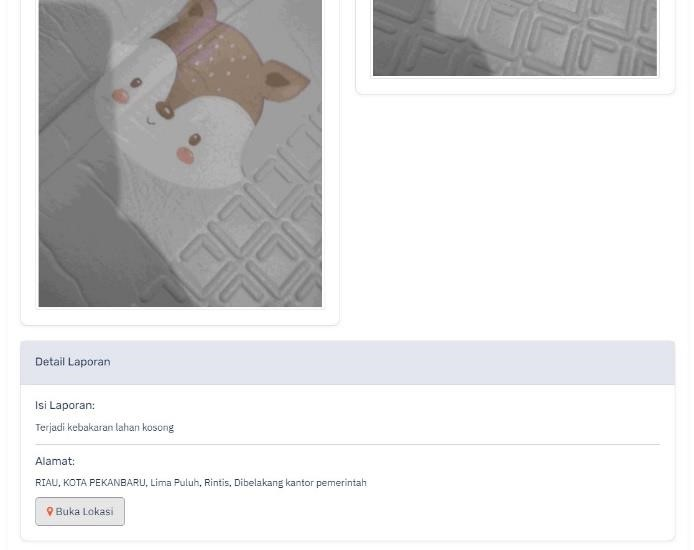 Detail Laporan
Isi Laporan:
Terjadi kebakaran lahan kosong
Alamat:
RIAU, KOTA PEKANBARU, Lima Puluh, Rintis, Dibelakang kantor pemerintah
Buka Lokasi